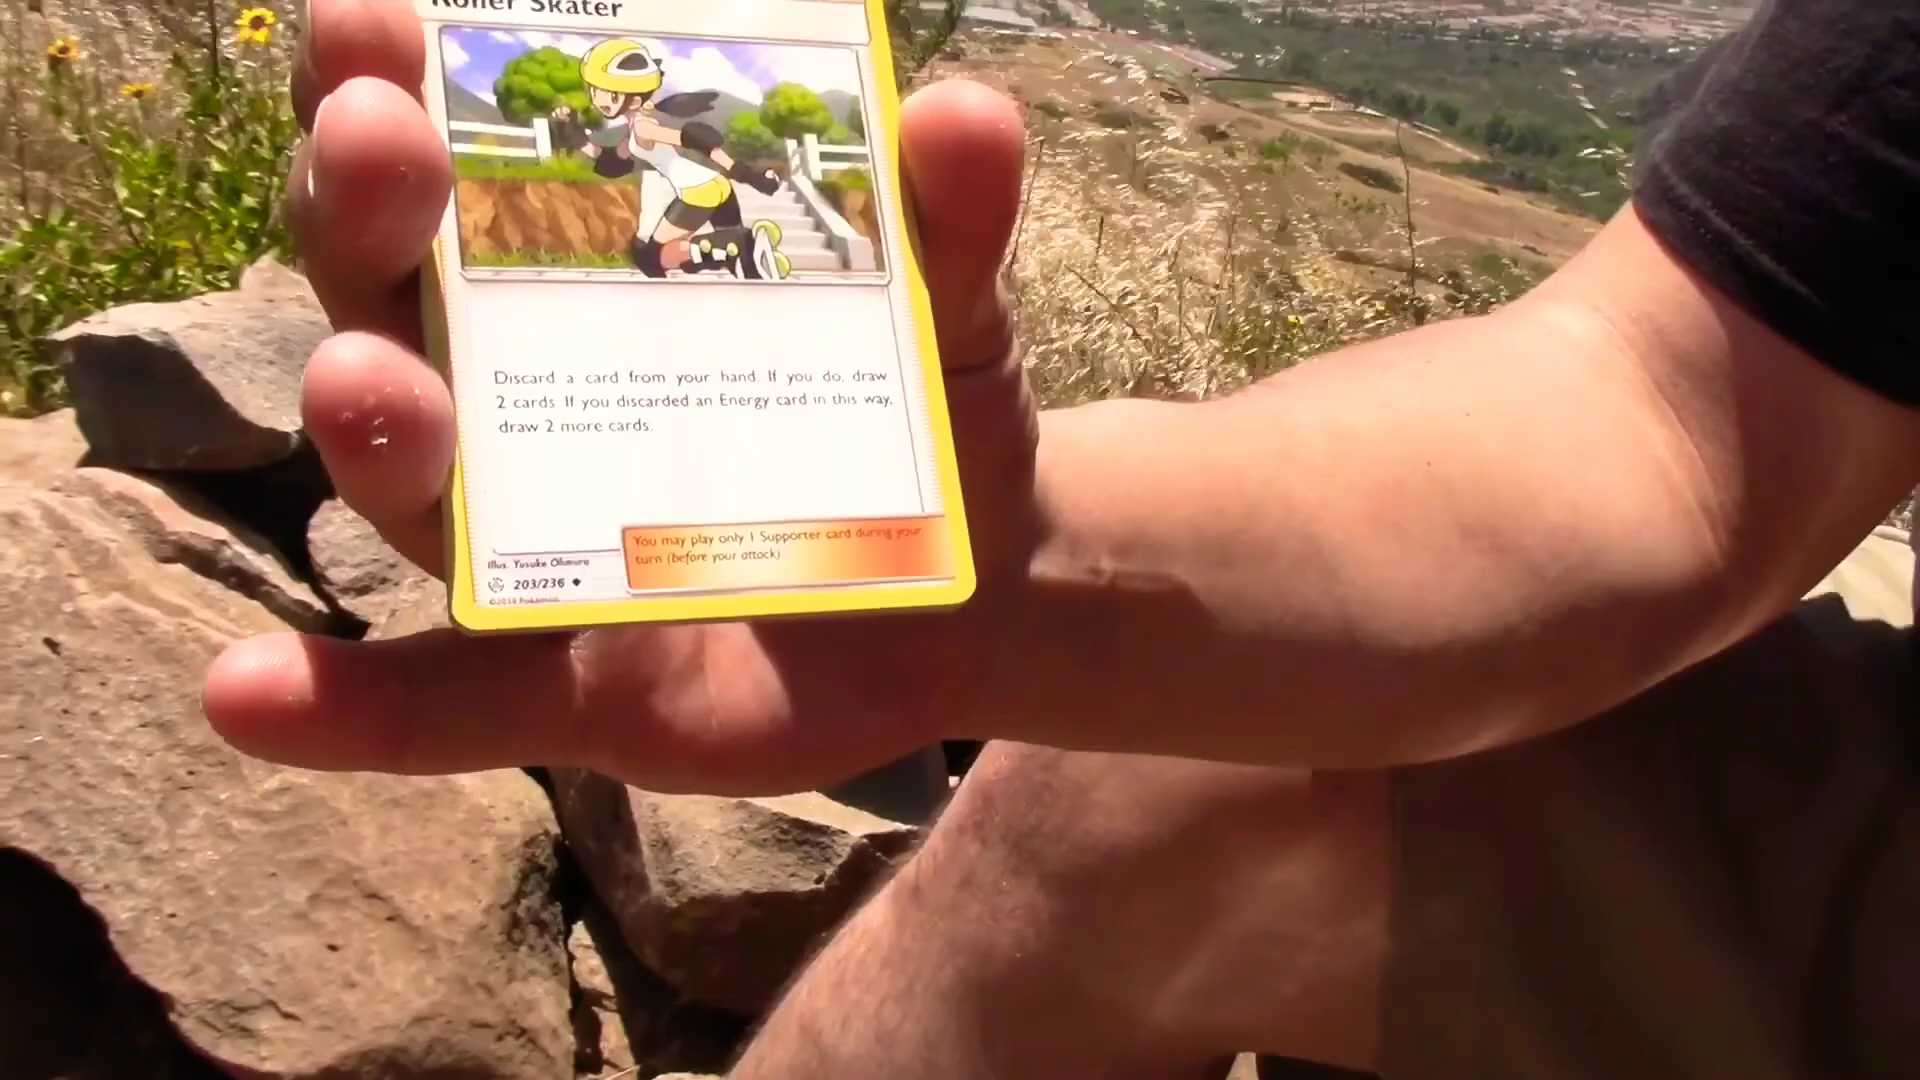 Roller Skater
Discard a card from your hand. If you do, draw
2 cards. If you discarded an Energy card in this way,
draw 2 more cards.
You may play only 1 Supporter card during your
turn (before your attack).
Illus. Yusuke Ohmura
203/236
©2019 Pokémon